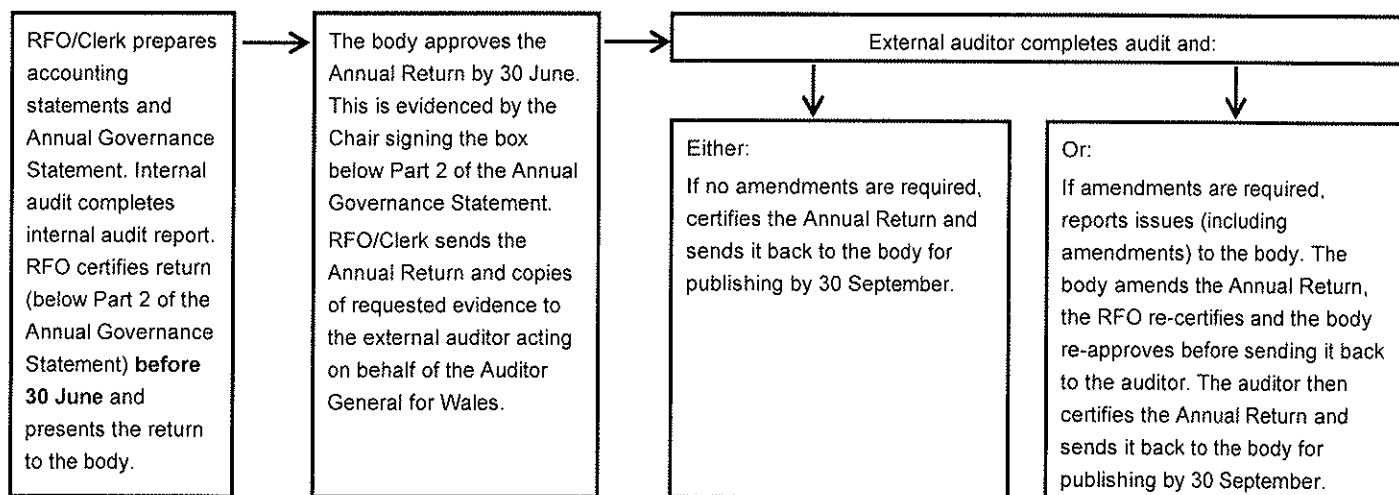 RFO/Clerk prepares
accounting
statements and
Annual Governance
Statement. Internal
audit completes
internal audit report.
RFO certifies return
(below Part 2 of the
Annual Governance
Statement) before
30 June and
presents the return
to the body.
The body approves the
Annual Return by 30 June.
This is evidenced by the
Chair signing the box
below Part 2 of the Annual
Governance Statement.
RFO/Clerk sends the
Annual Return and copies
of requested evidence to
the external auditor acting
on behalf of the Auditor
General for Wales.
External auditor completes audit and:
Either:
If no amendments are required,
certifies the Annual Return and
sends it back to the body for
publishing by 30 September.
Or:
If amendments are required,
reports issues (including
amendments) to the body. The
body amends the Annual Return,
the RFO re-certifies and the body
re-approves before sending it back
to the auditor. The auditor then
certifies the Annual Return and
sends it back to the body for
publishing by 30 September.